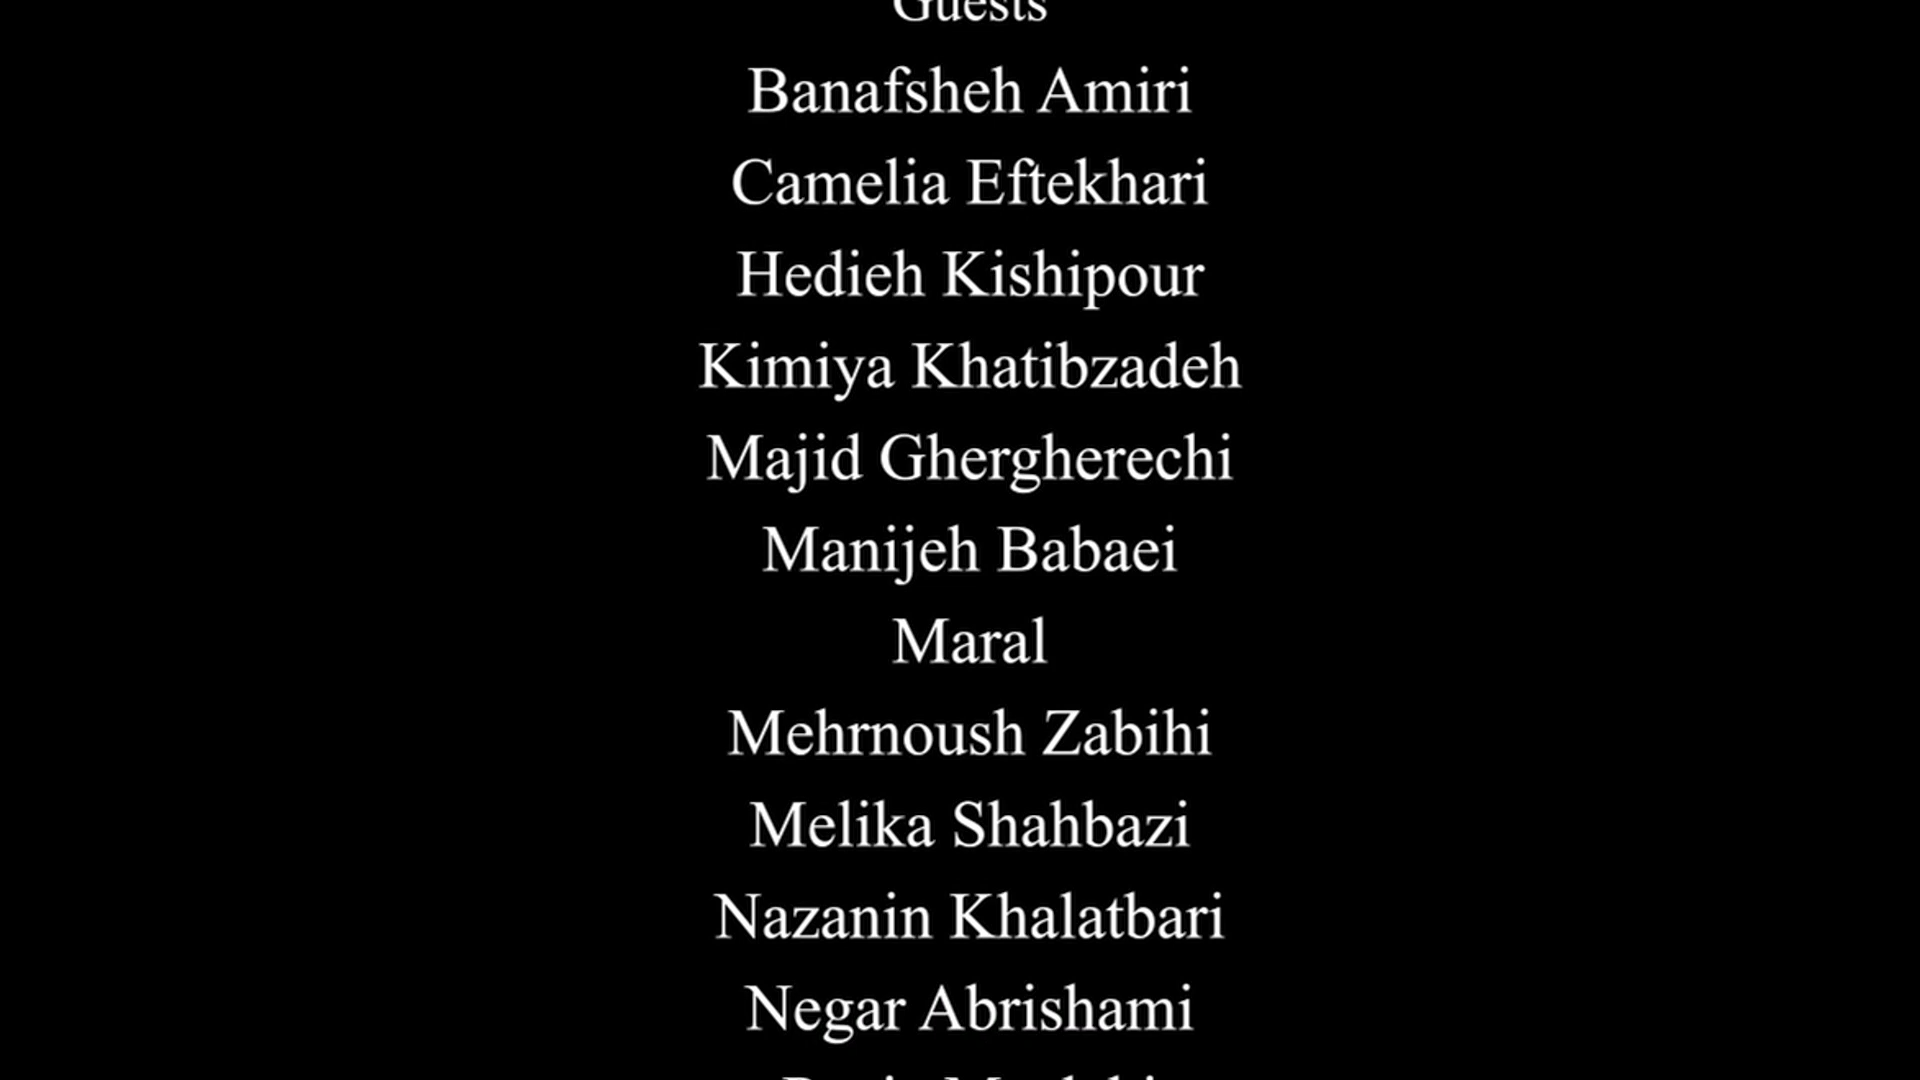 Guests
Banafsheh Amiri
Camelia Eftekhari
Hedieh Kishipour
Kimiya Khatibzadeh
Majid Ghergherechi
Manijeh Babaei
Maral
Mehrnoush Zabihi
Melika Shahbazi
Nazanin Khalatbari
Negar Abrishami